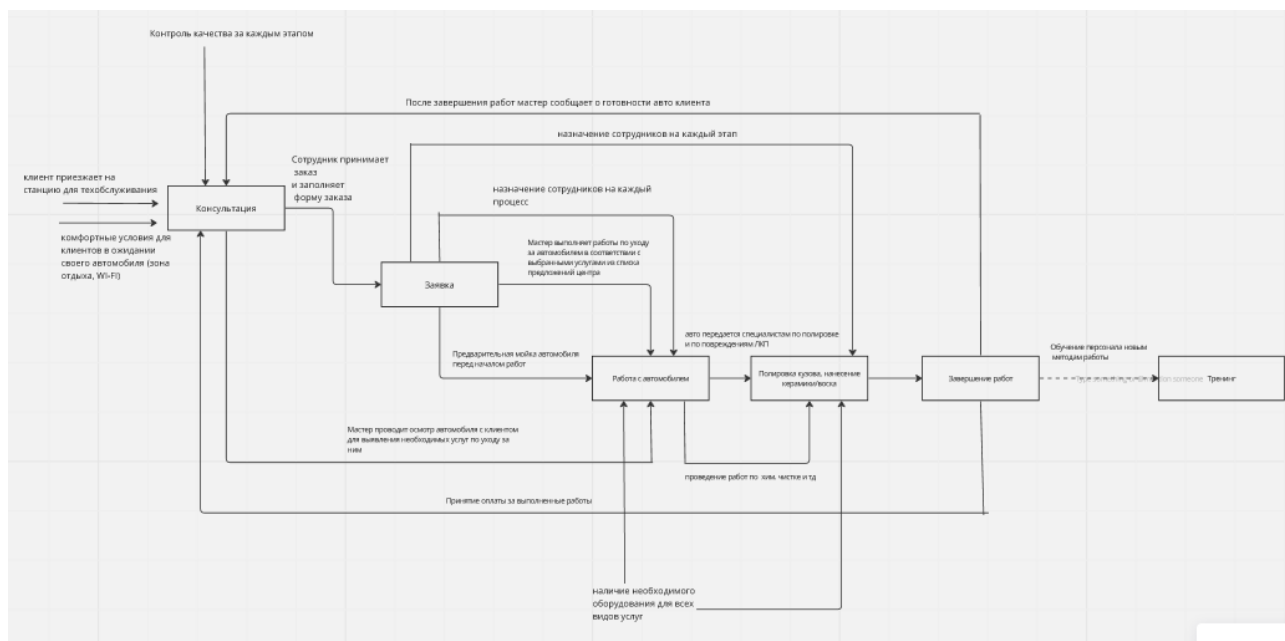 Контроль качества за каждым этапом
После завершения работ мастер сообщает о готовности авто клиента
назначение сотрудников на каждый этап
Сотрудник принимает
заказ
и заполняет
форму заказа
клиент приезжает на
станцию для техобслуживания
Консультация
назначение сотрудников на каждый
процесс
комфортные условия для
клиентов в ожидании
своего автомобиля (зона
отдыха, WI-FI)
Мастер выполняет работы по уходу
за автомобилем в соответствии с
выбранными услугами из списка
предложений центра
Заявка
авто передается специалистам по полировке
и по повреждениям ЛКП
Предварительная мойка автомобиля
перед началом работ
Обучение персонала новым
методам работы
Работа с автомобилем
Полировка кузова, нанесение
керамики/воска
Завершение работ
Тренинг
Мастер проводит осмотр автомобиля с клиентом
для выявления необходимых услуг по уходу за
ним
проведение работ по хим. чистке и тд
Принятие оплаты за выполненные работы
наличие необходимого
оборудования для всех
видов услуг